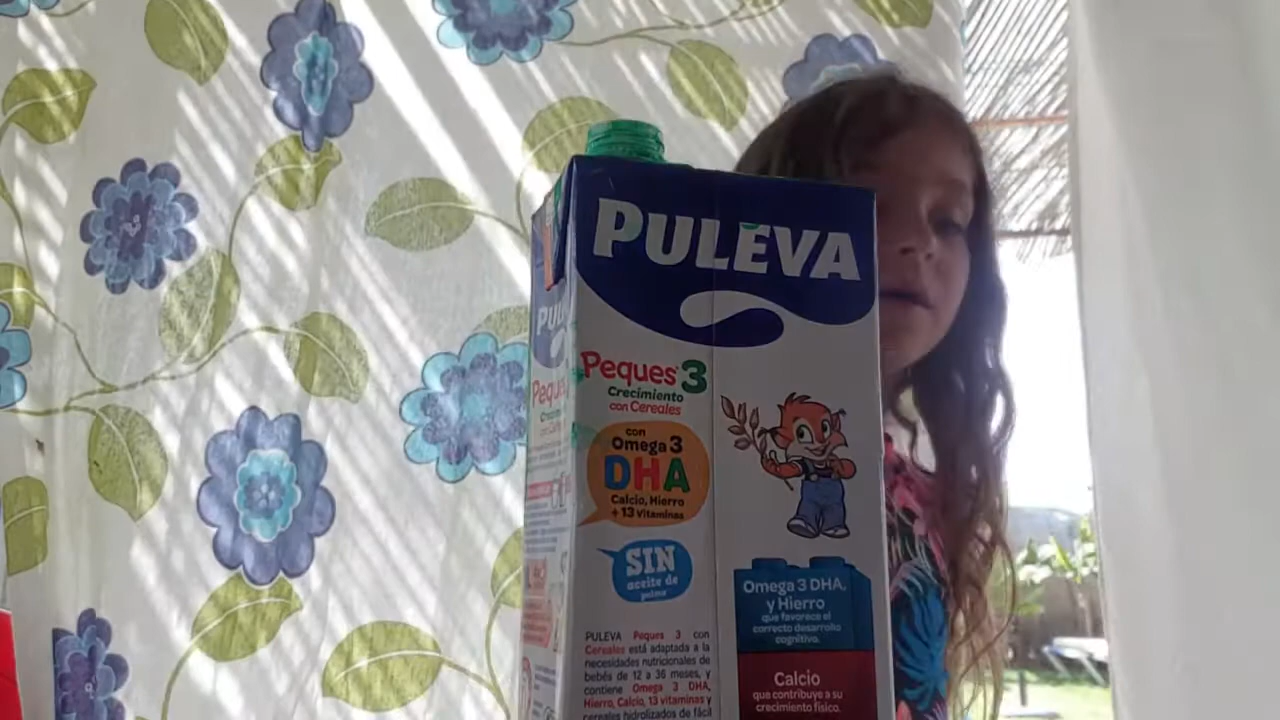 PULEVA
Peques 3
Crecimiento
con Cereales
con
Omega 3
DHA
Calcio, Hierro
+ 13 Vitaminas
SIN
aceite de
palma
PULEVA Peques 3 con
Cereales está adaptada a la
necesidades nutricionales de
bebés de 12 a 36 meses, y
contiene Omega 3 DHA,
Hierro, Calcio, 13 vitaminas y
cereales hidrolizados de fácil
Omega 3 DHA,
y Hierro
que favorece el
correcto desarrollo
cognitivo.
Calcio
que contribuye a su
crecimiento físico.
PUL
Pequ